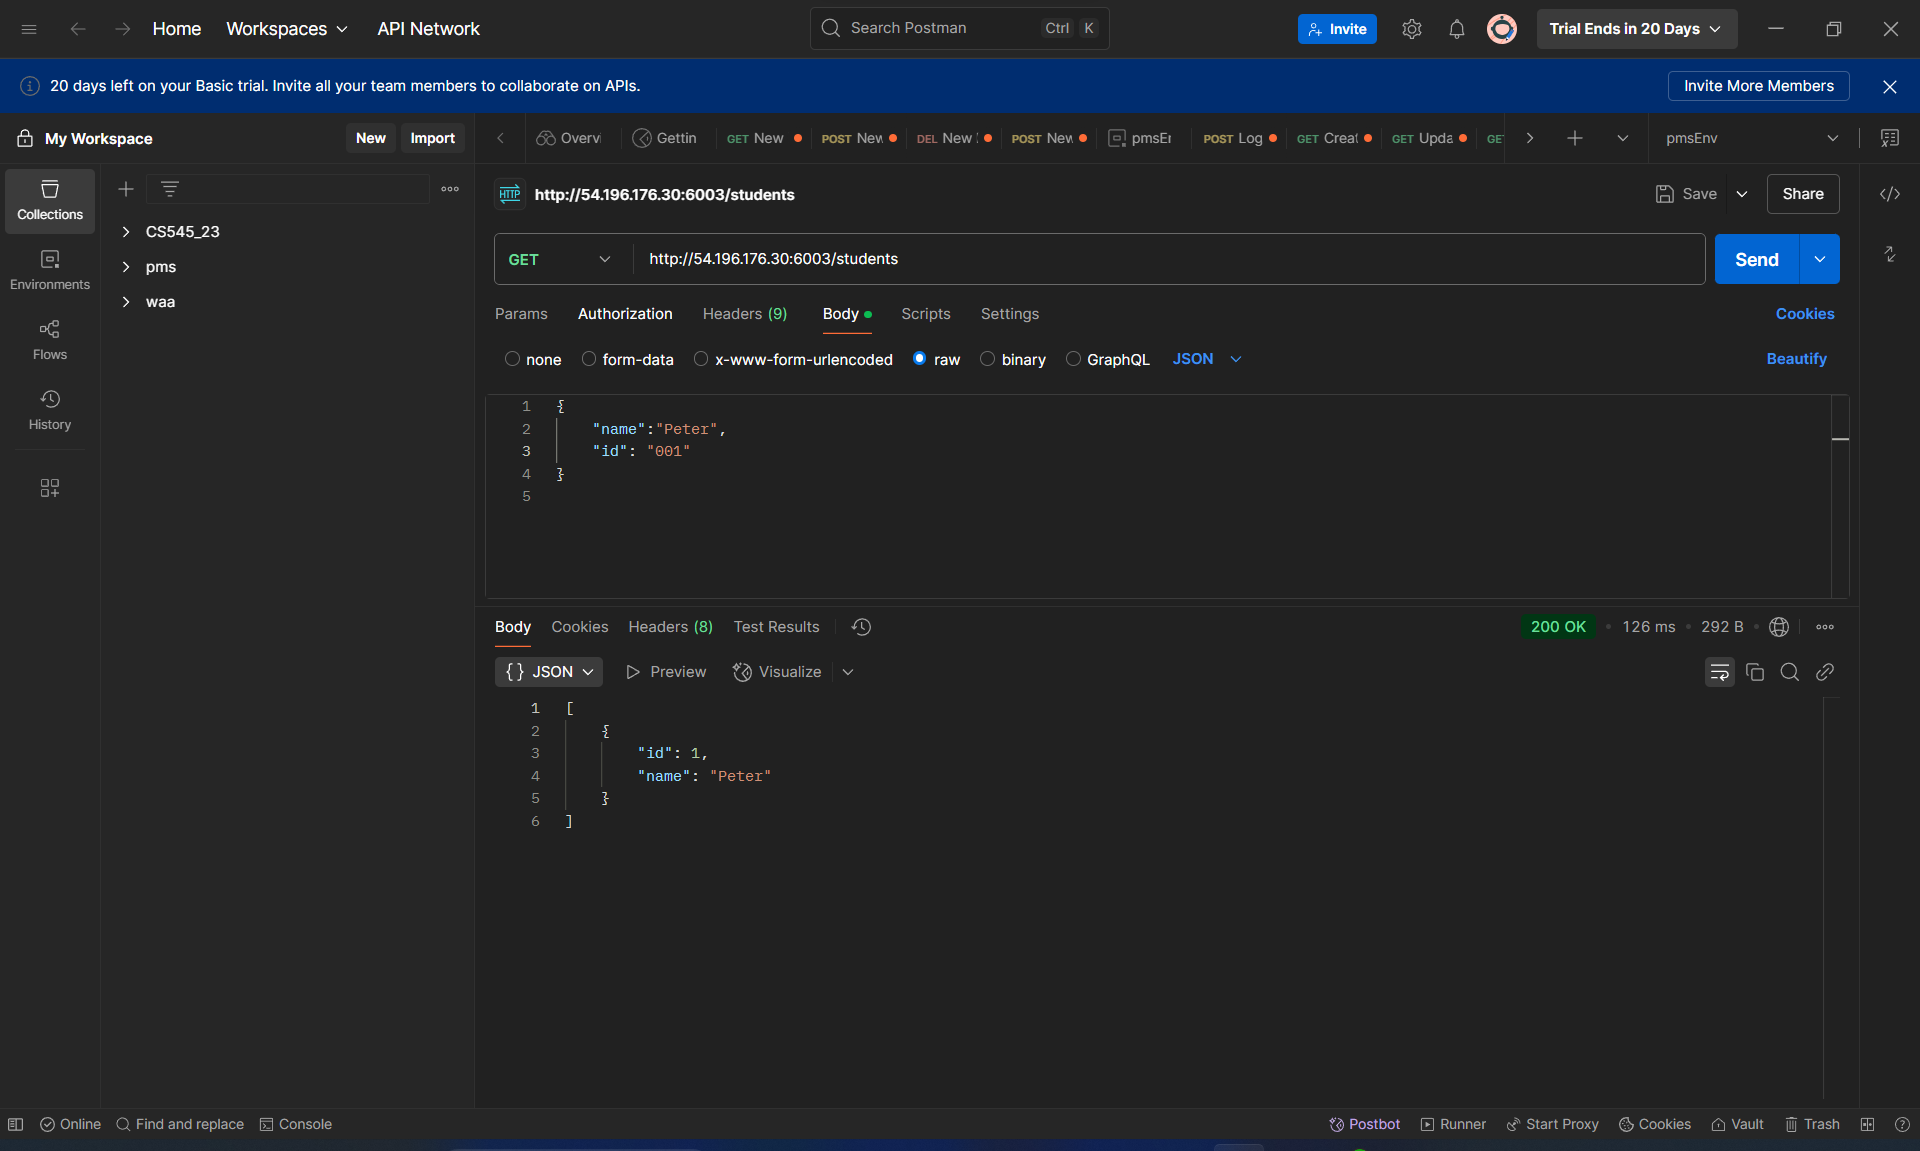 Home Workspaces API Network Search Postman Ctrl K Invite Trial Ends in 20 Days
20 days left on your Basic trial. Invite all your team members to collaborate on APIs. Invite More Members
My Workspace New Import Overvi Gettin GET New POST New DEL New POST New pmsEn POST Log GET Creat GET Upda GET pmsEnv
Collections
Environments
Flows
History
CS545_23
pms
waa
HTTP http://54.196.176.30:6003/students Save Share
GET http://54.196.176.30:6003/students Send
Params Authorization Headers (9) Body Scripts Settings Cookies
none form-data x-www-form-urlencoded raw binary GraphQL JSON Beautify
1 {
2 "name":"Peter",
3 "id": "001"
4 }
5
Body Cookies Headers (8) Test Results 200 OK • 126 ms • 292 B
{} JSON Preview Visualize
1 [
2 {
3 "id": 1,
4 "name": "Peter"
5 }
6 ]
Online Find and replace Console Postbot Runner Start Proxy Cookies Vault Trash